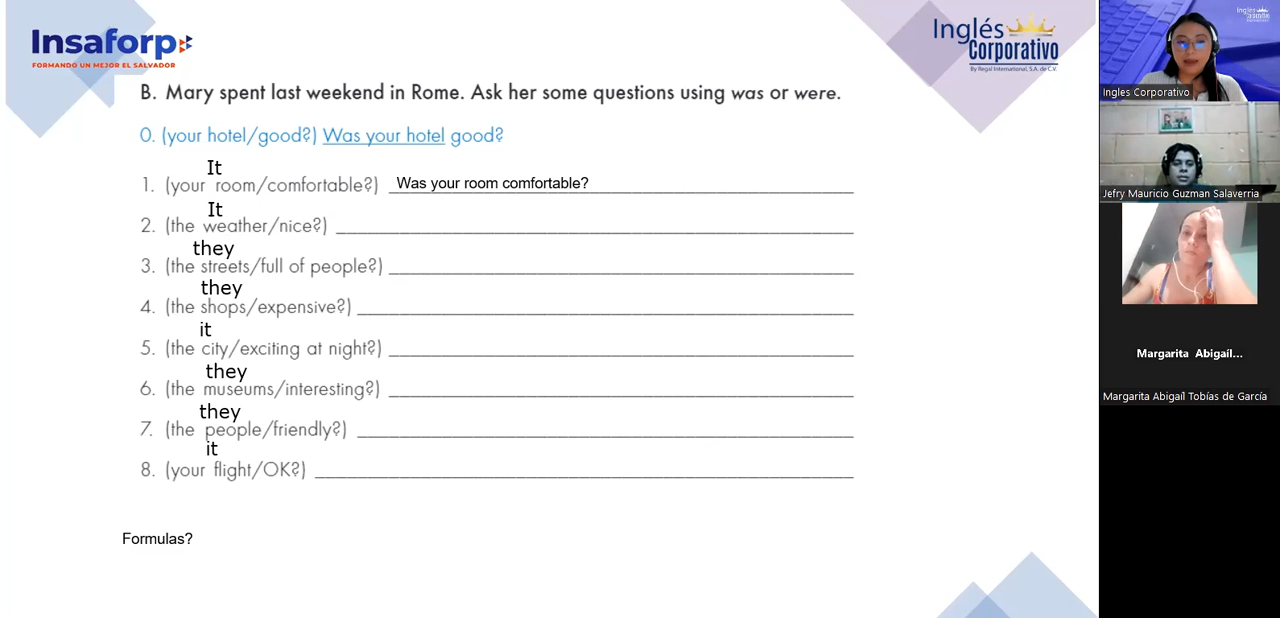 Insaforp
FORMANDO UN MEJOR EL SALVADOR
Inglés
Corporativo
By Regal International, S.A. de C.V.
B. Mary spent last weekend in Rome. Ask her some questions using was or were.
0. (your hotel/good?) Was your hotel good?
It
1. (your room/comfortable?) Was your room comfortable?
It
2. (the weather/nice?)
they
3. (the streets/full of people?)
they
4. (the shops/expensive?)
it
5. (the city/exciting at night?)
they
6. (the museums/interesting?)
they
7. (the people/friendly?)
it
8. (your flight/OK?)
Formulas?
Inglés
Ingles Corporativo
Jefry Mauricio Guzman Salaverria
Margarita Abigaíl...
Margarita Abigail Tobías de García